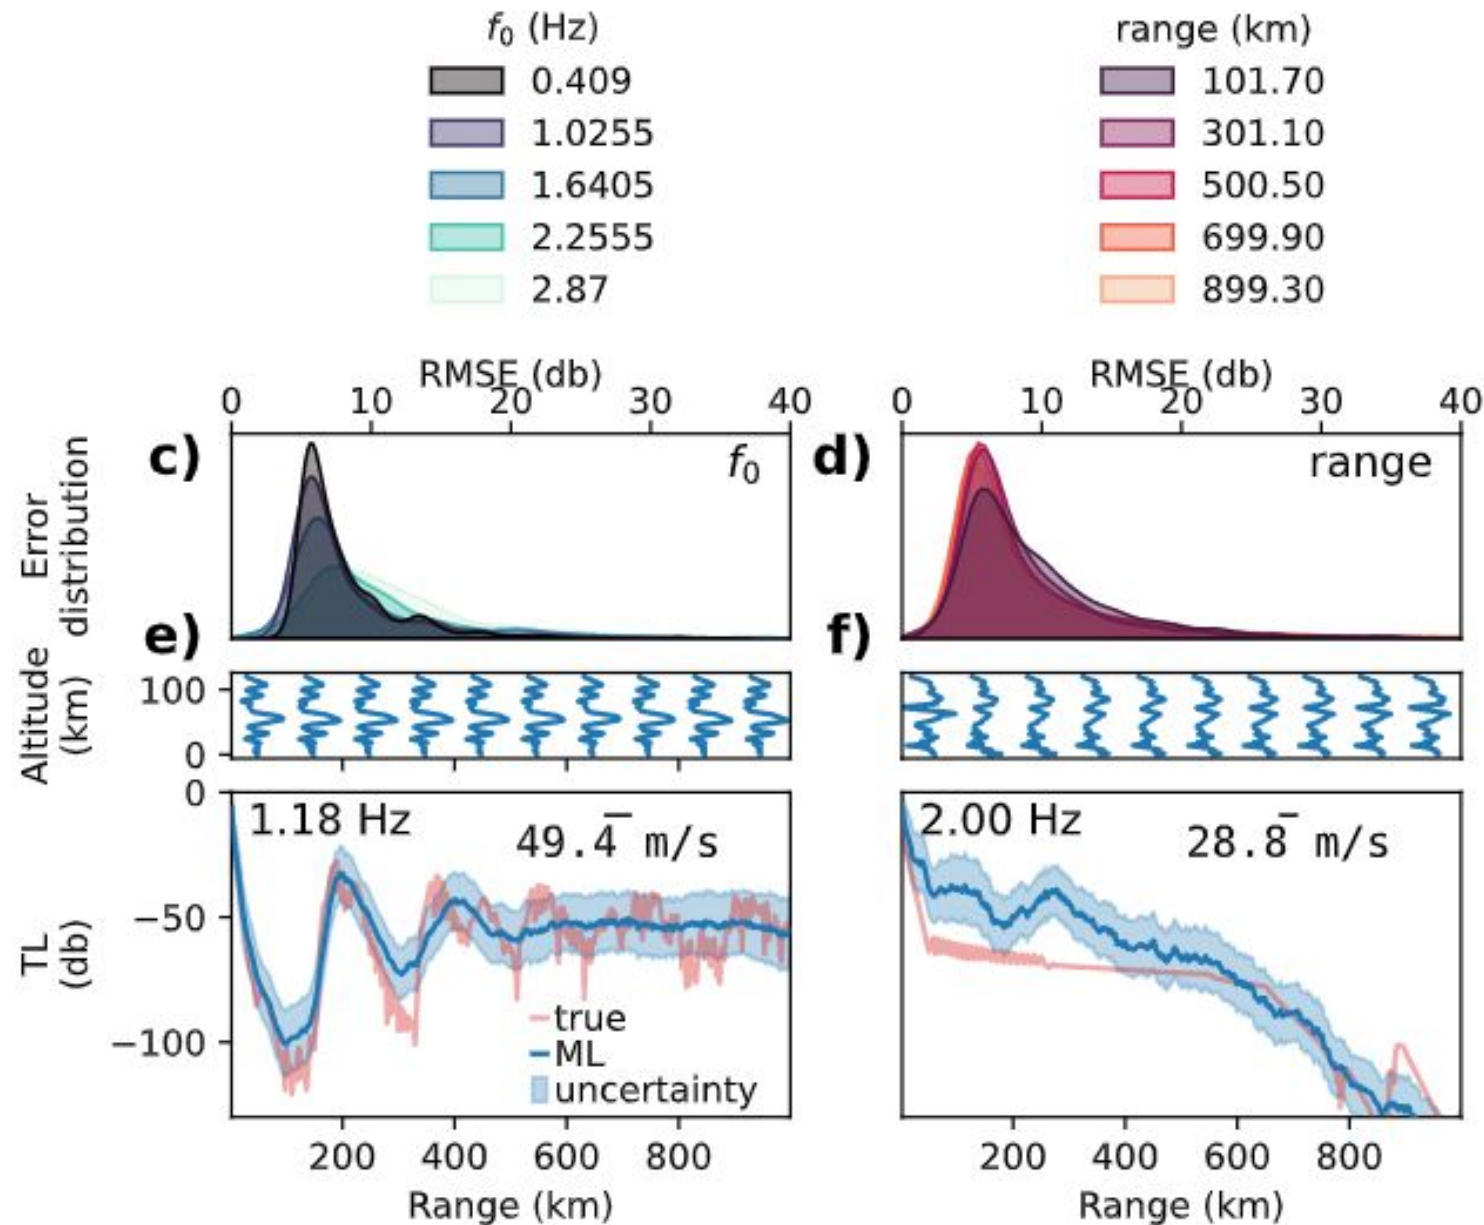 f0 (Hz)
0.409
1.0255
1.6405
2.2555
2.87
range (km)
101.70
301.10
500.50
699.90
899.30
RMSE (db)
0 10 20 30 40
RMSE (db)
0 10 20 30 40
Error
distribution
c)
f0
d)
range
e)
f)
Altitude
(km)
100
0
TL
(db)
0
−50
−100
1.18 Hz
49.4 m/s
true
ML
uncertainty
2.00 Hz
28.8 m/s
200 400 600 800
Range (km)
200 400 600 800
Range (km)